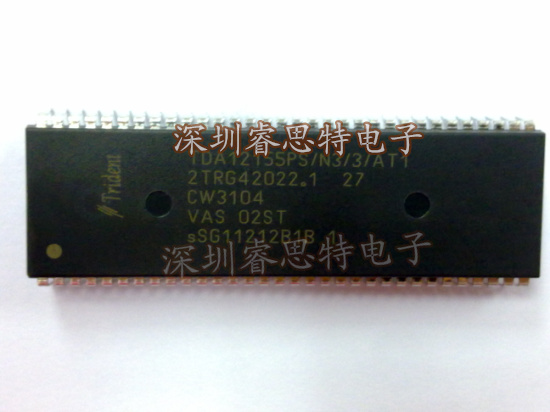 深圳睿思特电子
Trident
TDA12155PS/N3/3/AT1
2TRG42022.1 27
CW3104
VAS 02ST
sSG11212B1B 1
深圳睿思特电子